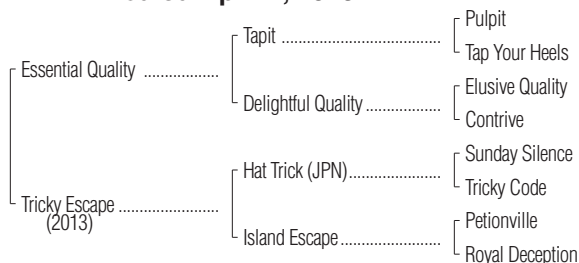 Pulpit
Tapit
Tap Your Heels
Essential Quality
Elusive Quality
Delightful Quality
Contrive
Sunday Silence
Hat Trick (JPN)
Tricky Code
Tricky Escape
(2013)
Petionville
Island Escape
Royal Deception